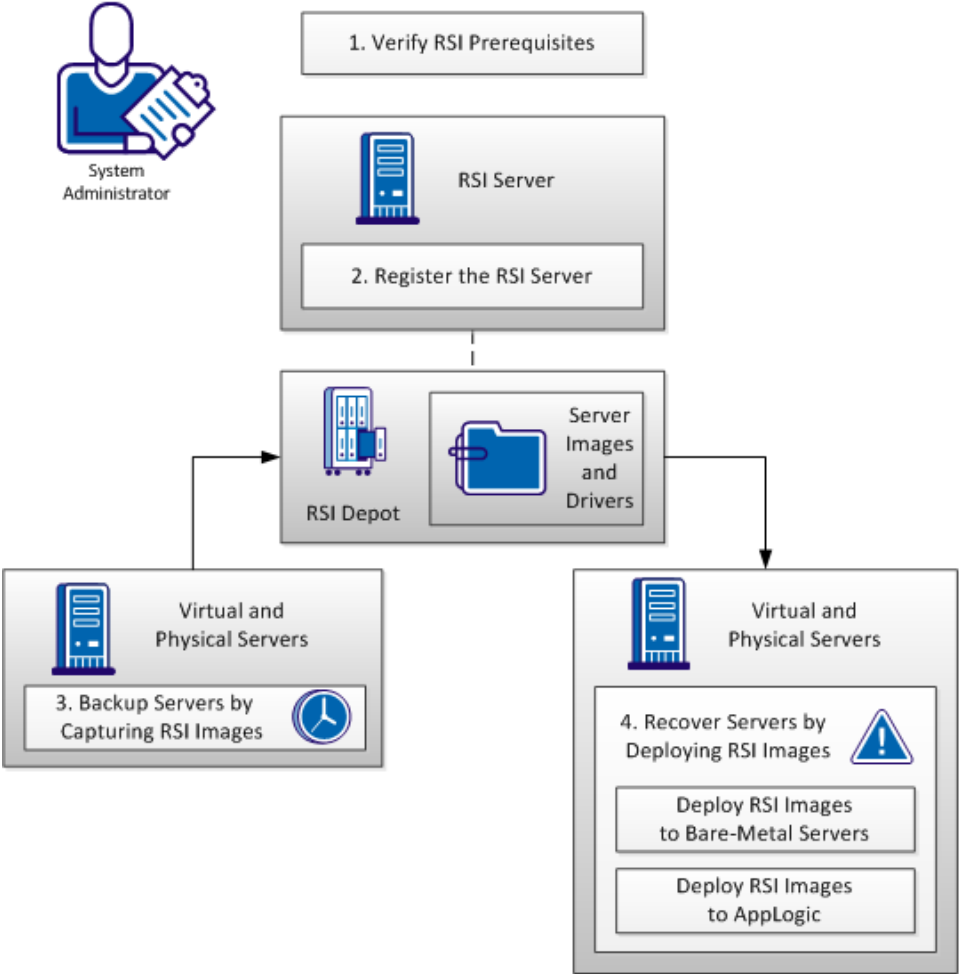 1. Verify RSI Prerequisites
System
Administrator
RSI Server
2. Register the RSI Server
RSI Depot
Server
Images
and
Drivers
Virtual and
Physical Servers
3. Backup Servers by
Capturing RSI Images
Virtual and
Physical Servers
4. Recover Servers by
Deploying RSI Images
Deploy RSI Images
to Bare-Metal Servers
Deploy RSI Images
to AppLogic